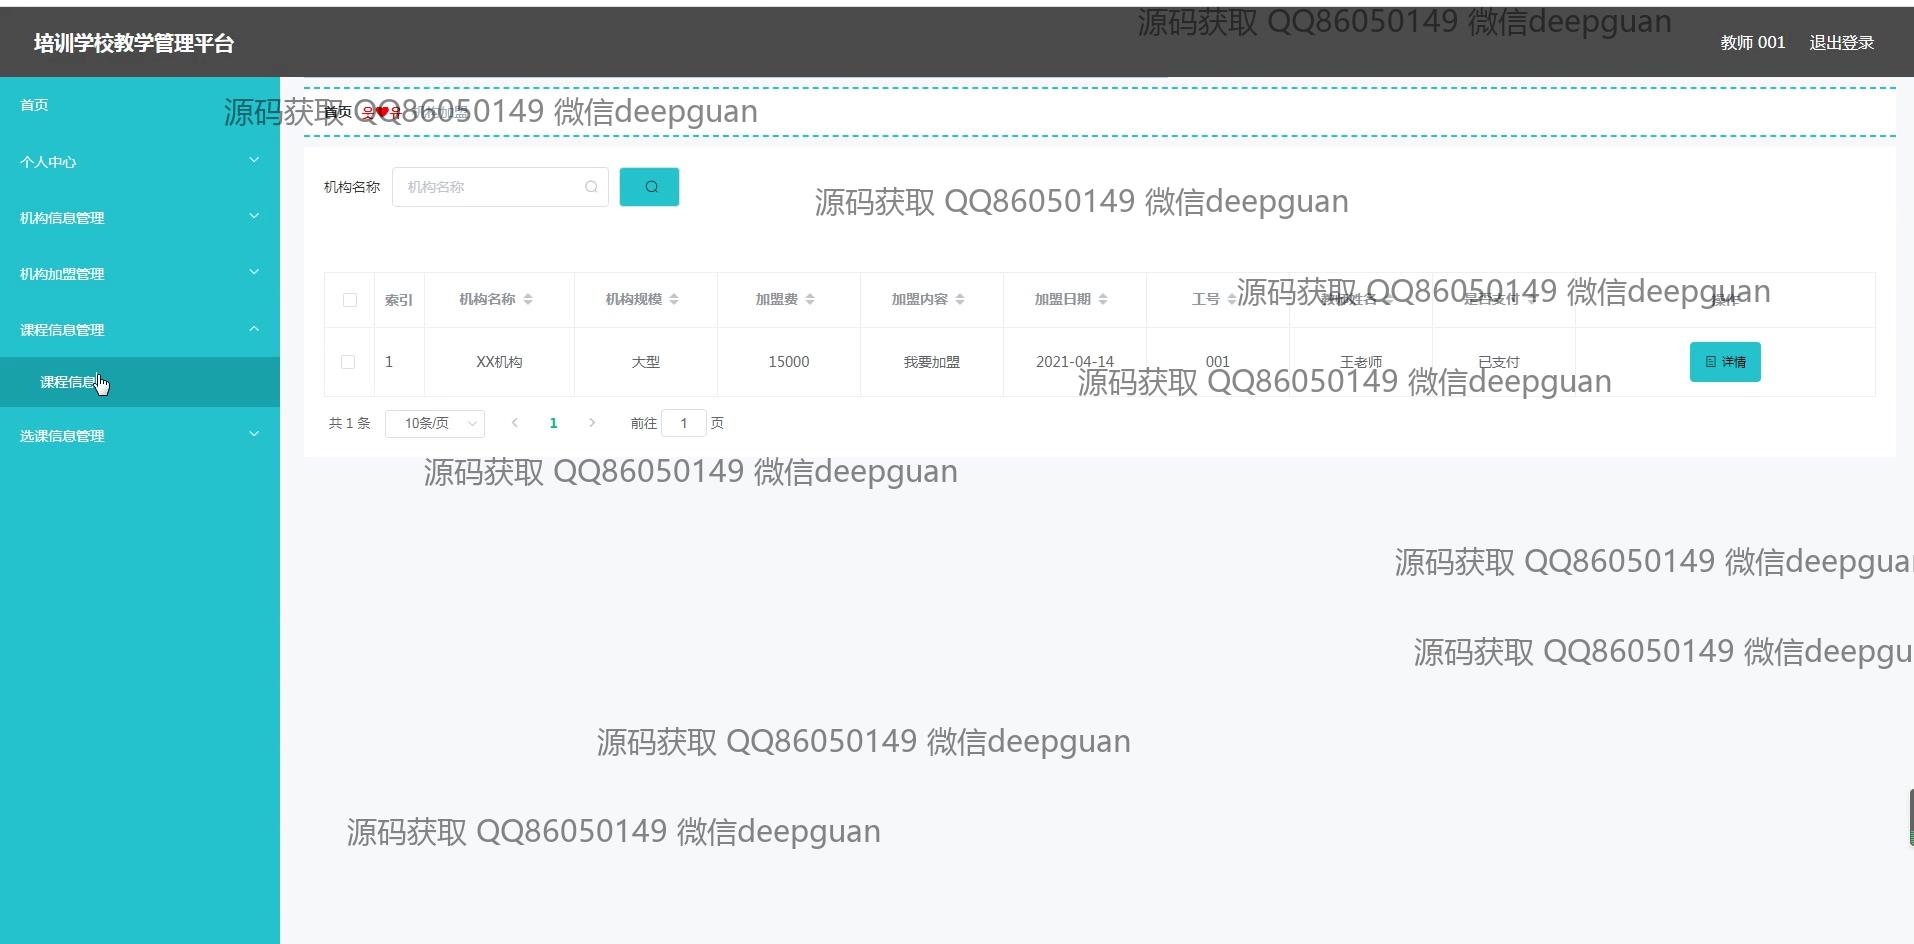 源码获取 QQ86050149 微信deepguan
培训学校教学管理平台
教师 001
退出登录
首页
个人中心
机构信息管理
机构加盟管理
课程信息管理
课程信息
选课信息管理
源码获取 QQ86050149 微信deepguan
首页 机构加盟
机构名称 机构名称
源码获取 QQ86050149 微信deepguan
源码获取 QQ86050149 微信deepguan
索引 机构名称 机构规模 加盟费 加盟内容 加盟日期 工号 教师姓名 是否支付 操作
1 XX机构 大型 15000 我要加盟 2021-04-14 001 王老师 已支付 详情
源码获取 QQ86050149 微信deepguan
共 1 条 10条/页 1 前往 1 页
源码获取 QQ86050149 微信deepguan
源码获取 QQ86050149 微信deepguan
源码获取 QQ86050149 微信deepgu
源码获取 QQ86050149 微信deepguan
源码获取 QQ86050149 微信deepguan